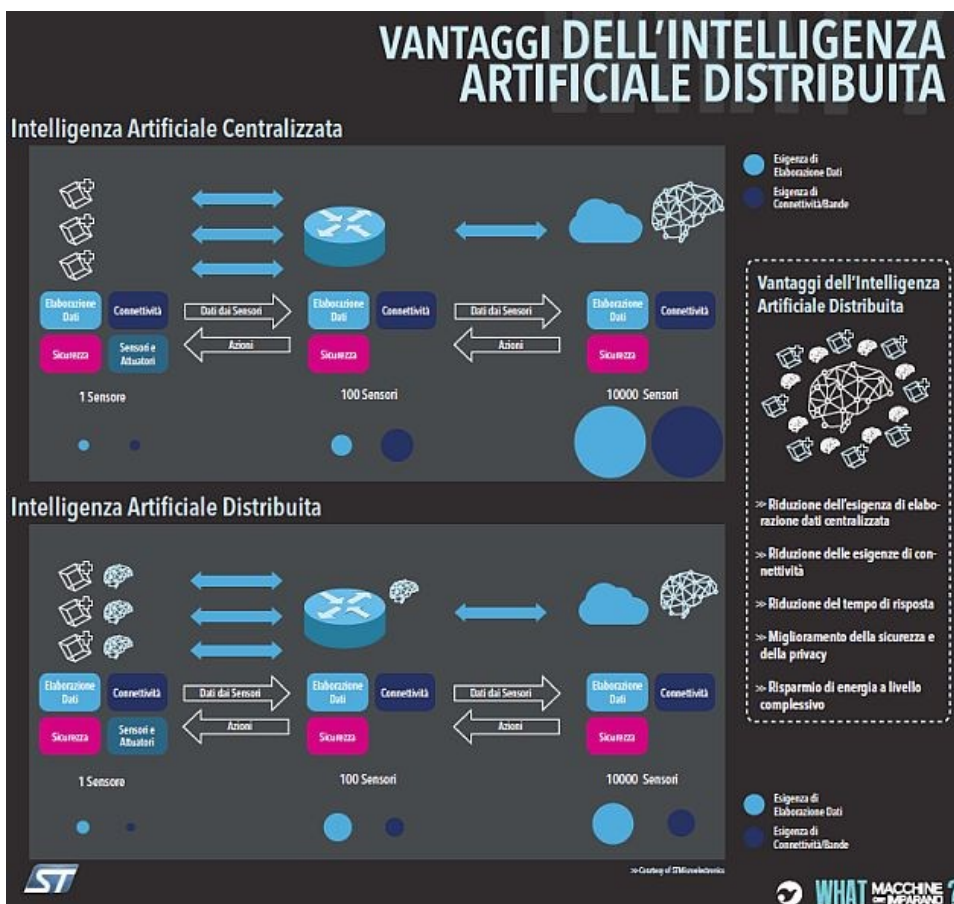 VANTAGGI DELL'INTELLIGENZA
ARTIFICIALE DISTRIBUITA
Intelligenza Artificiale Centralizzata
Elaborazione
Dati
Connettività
Sicurezza
Sensori e
Attuatori
Dati dai Sensori
Azioni
Elaborazione
Dati
Connettività
Sicurezza
Dati dai Sensori
Azioni
Elaborazione
Dati
Connettività
Sicurezza
1 Sensore
100 Sensori
10000 Sensori
Esigenza di
Elaborazione Dati
Esigenza di
Connettività/Bande
Vantaggi dell'Intelligenza
Artificiale Distribuita
>> Riduzione dell'esigenza di elabo-
razione dati centralizzata
>> Riduzione delle esigenze di con-
nettività
>> Riduzione del tempo di risposta
>> Miglioramento della sicurezza e
della privacy
>> Risparmio di energia a livello
complessivo
Intelligenza Artificiale Distribuita
Elaborazione
Dati
Connettività
Sicurezza
Sensori e
Attuatori
Dati dai Sensori
Azioni
Elaborazione
Dati
Connettività
Sicurezza
Dati dai Sensori
Azioni
Elaborazione
Dati
Connettività
Sicurezza
1 Sensore
100 Sensori
10000 Sensori
Esigenza di
Elaborazione Dati
Esigenza di
Connettività/Bande
ST
>> Courtesy of STMicroelectronics
WHAT MACCHINE CHE IMPARANO ?